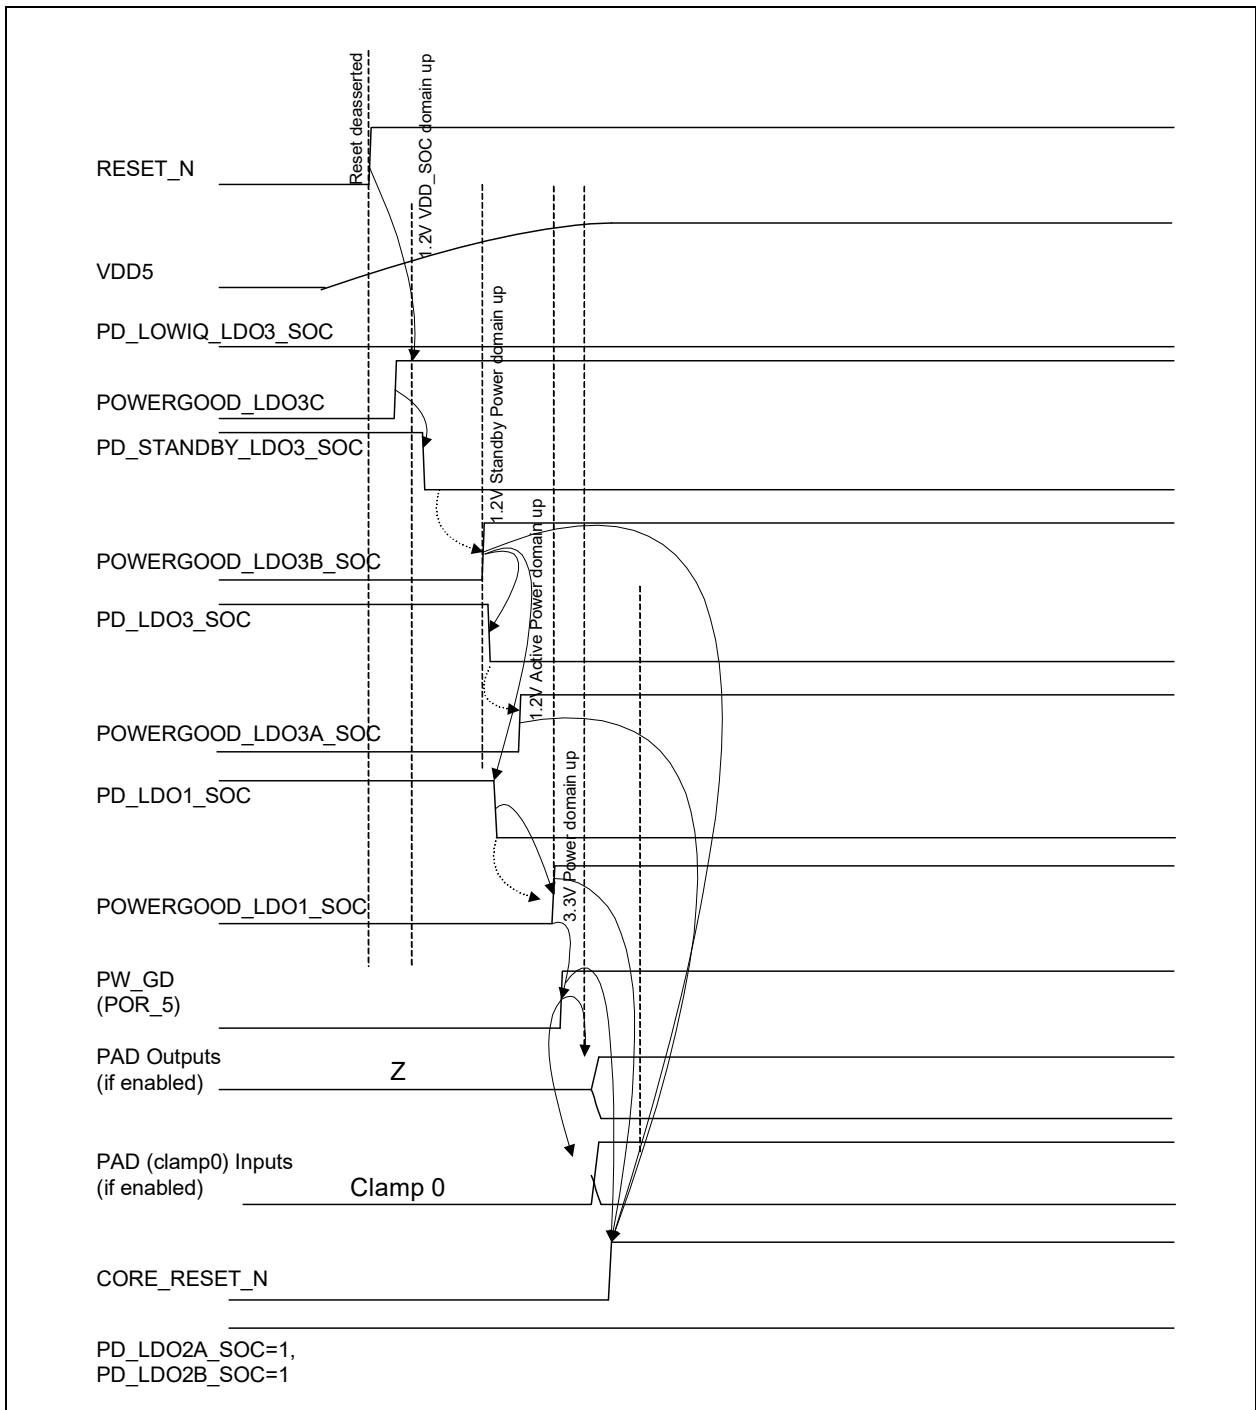 Reset deasserted
1.2V VDD_SOC domain up
RESET_N
VDD5
PD_LOWIQ_LDO3_SOC
POWERGOOD_LDO3C
PD_STANDBY_LDO3_SOC
1.2V Standby Power domain up
POWERGOOD_LDO3B_SOC
PD_LDO3_SOC
1.2V Active Power domain up
POWERGOOD_LDO3A_SOC
PD_LDO1_SOC
3.3V Power domain up
POWERGOOD_LDO1_SOC
PW_GD
(POR_5)
PAD Outputs
(if enabled)
Z
PAD (clamp0) Inputs
(if enabled)
Clamp 0
CORE_RESET_N
PD_LDO2A_SOC=1,
PD_LDO2B_SOC=1